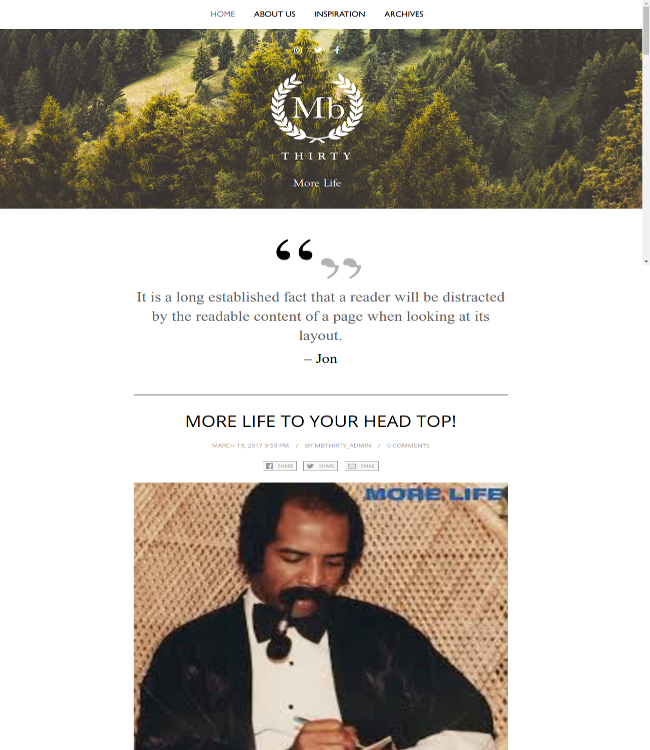 HOME ABOUT US INSPIRATION ARCHIVES
Mb
THIRTY
More Life
It is a long established fact that a reader will be distracted
by the readable content of a page when looking at its
layout.
– Jon
MORE LIFE TO YOUR HEAD TOP!
MARCH 19, 2017 9:59 PM / BY MBTHIRTY_ADMIN / 0 COMMENTS
SHARE SHARE EMAIL
MORE LIFE